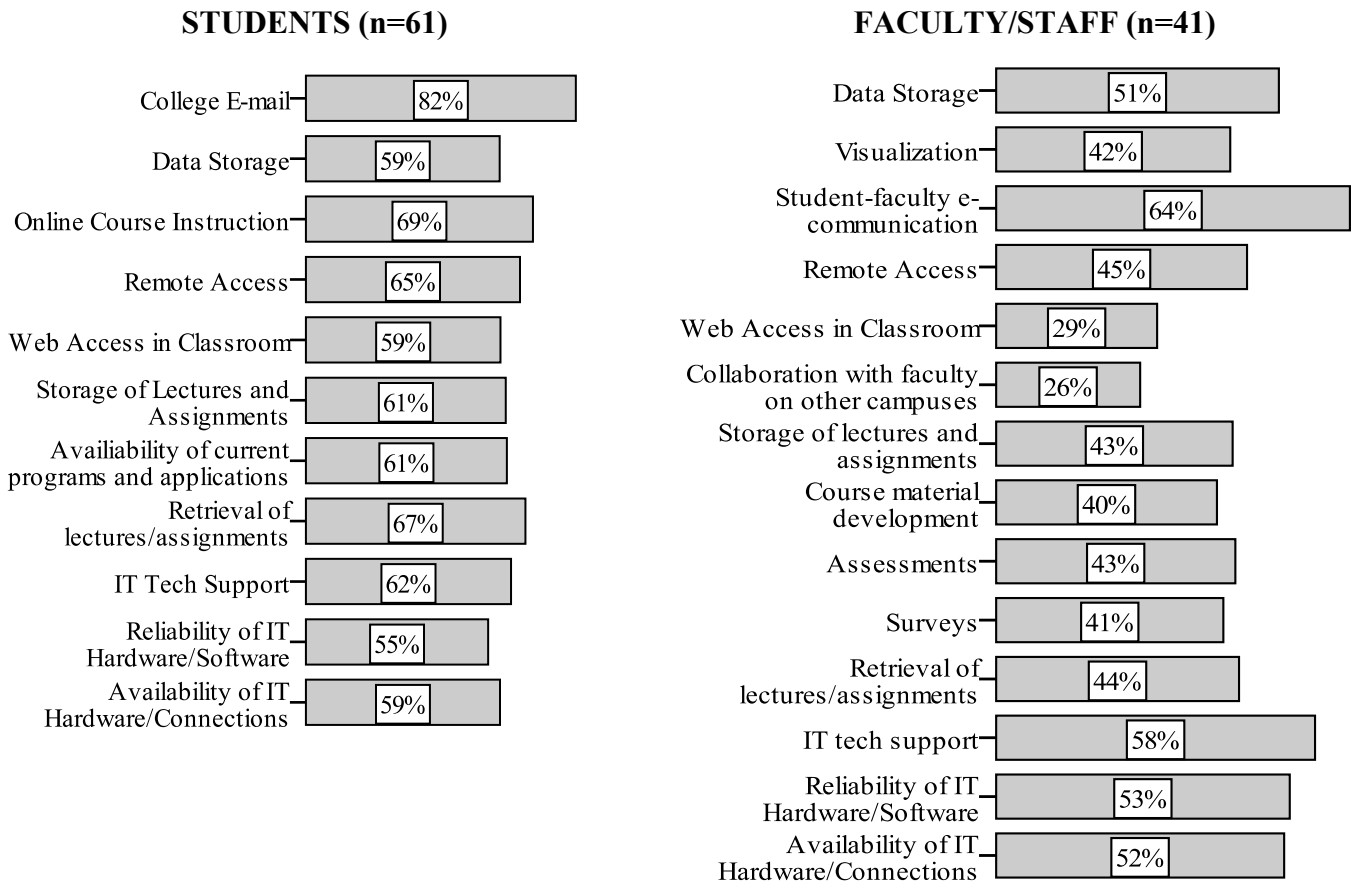 STUDENTS (n=61)
College E-mail
82%
Data Storage
59%
Online Course Instruction
69%
Remote Access
65%
Web Access in Classroom
59%
Storage of Lectures and
Assignments
61%
Availiability of current
programs and applications
61%
Retrieval of
lectures/assignments
67%
IT Tech Support
62%
Reliability of IT
Hardware/Software
55%
Availability of IT
Hardware/Connections
59%
FACULTY/STAFF (n=41)
Data Storage
51%
Visualization
42%
Student-faculty e-
communication
64%
Remote Access
45%
Web Access in Classroom
29%
Collaboration with faculty
on other campuses
26%
Storage of lectures and
assignments
43%
Course material
development
40%
Assessments
43%
Surveys
41%
Retrieval of
lectures/assignments
44%
IT tech support
58%
Reliability of IT
Hardware/Software
53%
Availability of IT
Hardware/Connections
52%